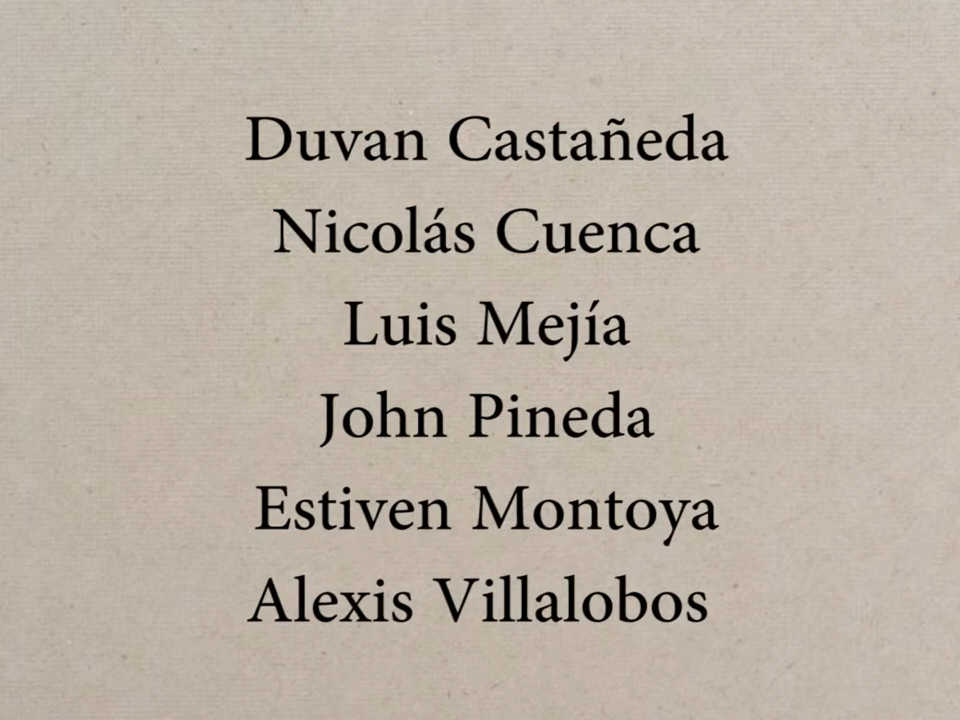 Duvan Castañeda
Nicolás Cuenca
Luis Mejía
John Pineda
Estiven Montoya
Alexis Villalobos